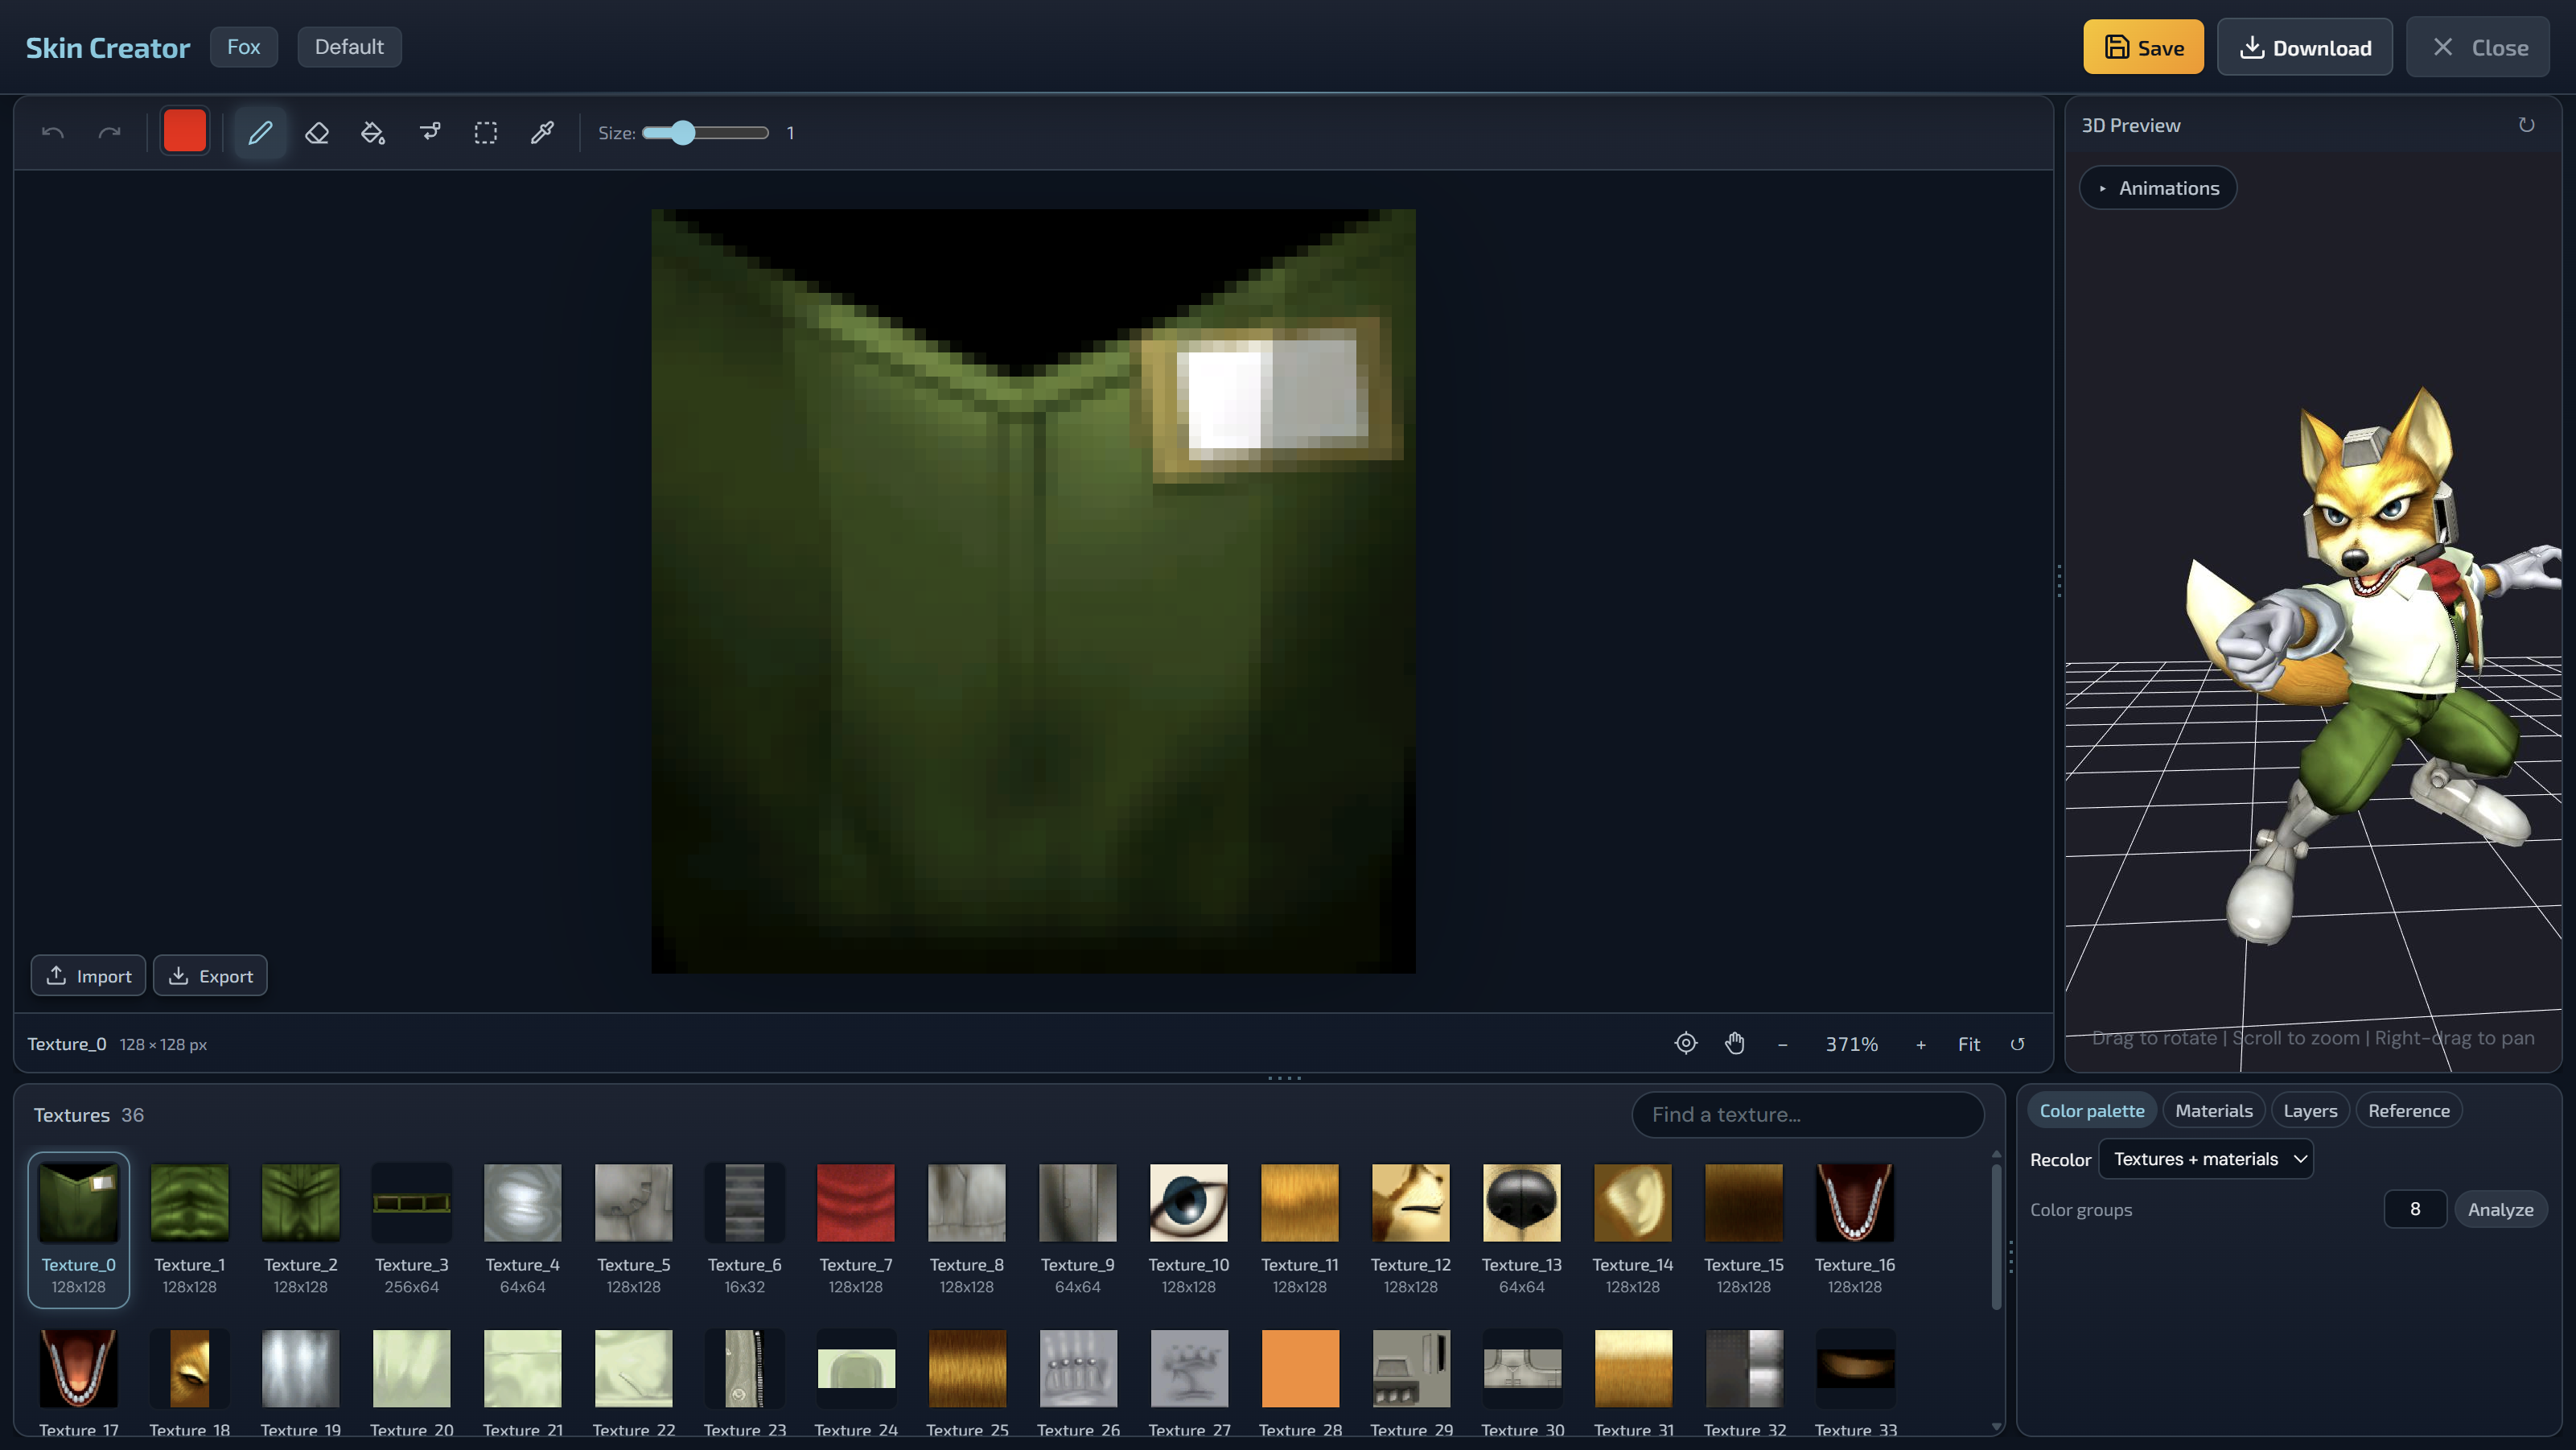 Skin Creator Fox Default Save Download Close
Size: 1
3D Preview
Animations
Import Export
Drag to rotate | Scroll to zoom | Right-drag to pan
Texture_0 128 × 128 px − 371% + Fit
Textures 36 Find a texture...
Color palette Materials Layers Reference
Recolor Textures + materials
Color groups 8 Analyze
Texture_0 Texture_1 Texture_2 Texture_3 Texture_4 Texture_5 Texture_6 Texture_7 Texture_8 Texture_9 Texture_10 Texture_11 Texture_12 Texture_13 Texture_14 Texture_15 Texture_16
128x128 128x128 128x128 256x64 64x64 128x128 16x32 128x128 128x128 64x64 128x128 128x128 128x128 64x64 128x128 128x128 128x128
Texture_17 Texture_18 Texture_19 Texture_20 Texture_21 Texture_22 Texture_23 Texture_24 Texture_25 Texture_26 Texture_27 Texture_28 Texture_29 Texture_30 Texture_31 Texture_32 Texture_33